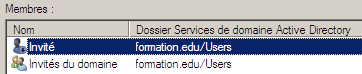 Membres :
Nom Dossier Services de domaine Active Directory
Invité formation.edu/Users
Invités du domaine formation.edu/Users